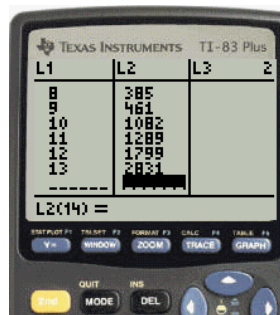 TEXAS INSTRUMENTS TI-83 Plus
L1 L2 L3 2
8 385
9 461
10 1082
11 1289
12 1799
13 2831
------
L2(14) =
STAT PLOT F1 TBLSET F2 FORMAT F3 CALC F4 TABLE F5
Y= WINDOW ZOOM TRACE GRAPH
QUIT INS
2nd MODE DEL